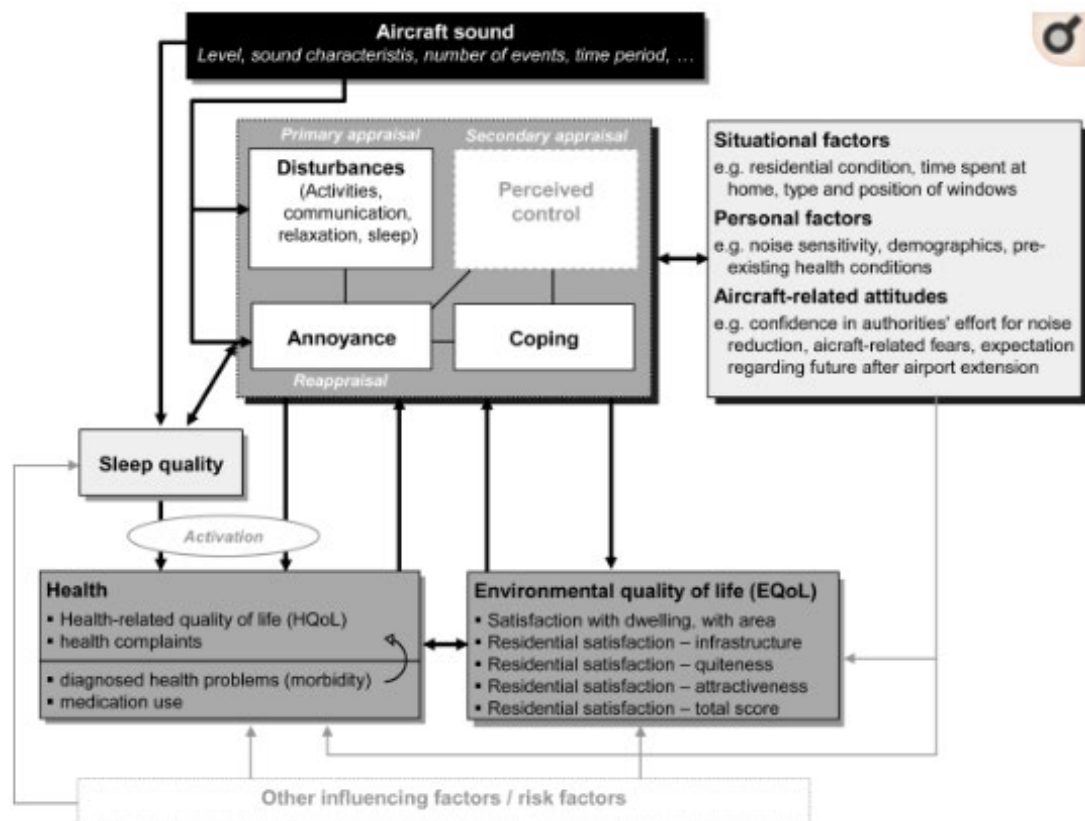 Aircraft sound
Level, sound characteristis, number of events, time period, …
Primary appraisal
Secondary appraisal
Disturbances
(Activities,
communication,
relaxation, sleep)
Perceived
control
Annoyance
Coping
Reappraisal
Situational factors
e.g. residential condition, time spent at
home, type and position of windows
Personal factors
e.g. noise sensitivity, demographics, pre-
existing health conditions
Aircraft-related attitudes
e.g. confidence in authorities' effort for noise
reduction, aicraft-related fears, expectation
regarding future after airport extension
Sleep quality
Activation
Health
▪ Health-related quality of life (HQoL)
▪ health complaints
▪ diagnosed health problems (morbidity)
▪ medication use
Environmental quality of life (EQoL)
▪ Satisfaction with dwelling, with area
▪ Residential satisfaction – infrastructure
▪ Residential satisfaction – quiteness
▪ Residential satisfaction – attractiveness
▪ Residential satisfaction – total score
Other influencing factors / risk factors